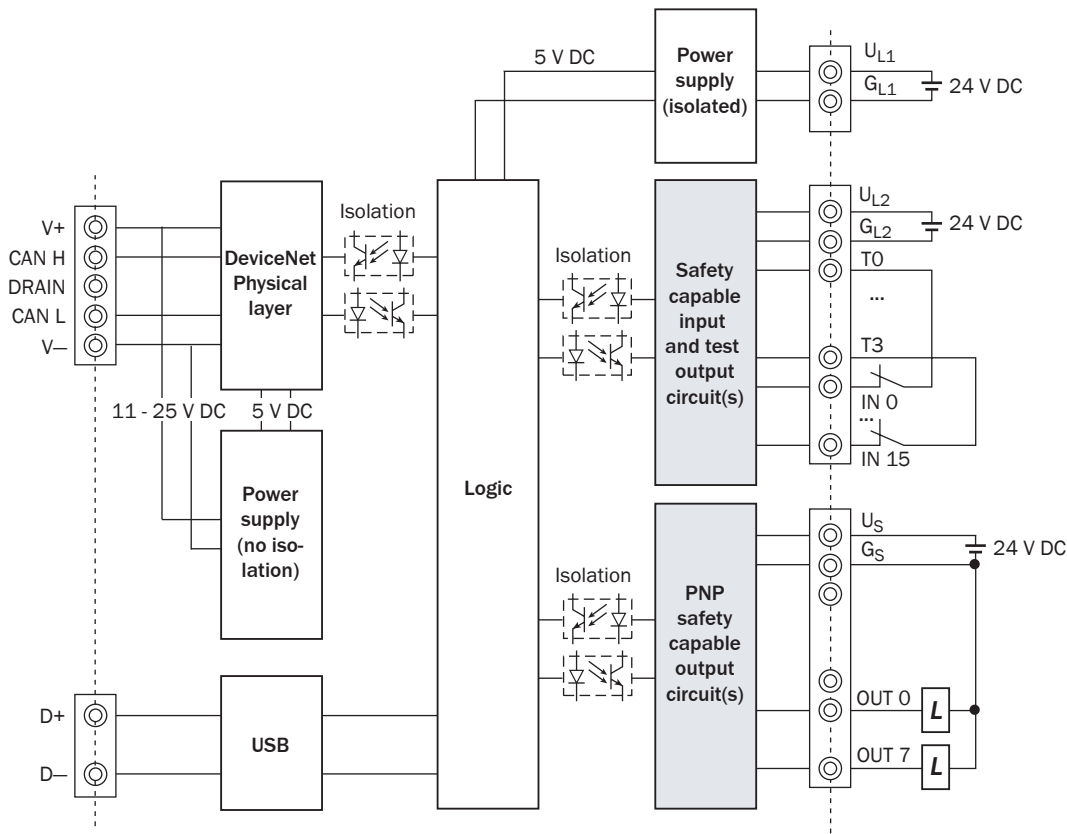 5 V DC
Power
supply
(isolated)
UL1
GL1
24 V DC
V+
CAN H
DRAIN
CAN L
V—
DeviceNet
Physical
layer
Isolation
11 - 25 V DC
5 V DC
Power
supply
(no iso-
lation)
Logic
Isolation
Safety
capable
input
and test
output
circuit(s)
UL2
GL2
24 V DC
T0
...
T3
IN 0
...
IN 15
Isolation
PNP
safety
capable
output
circuit(s)
US
GS
24 V DC
OUT 0
L
OUT 7
L
D+
D—
USB